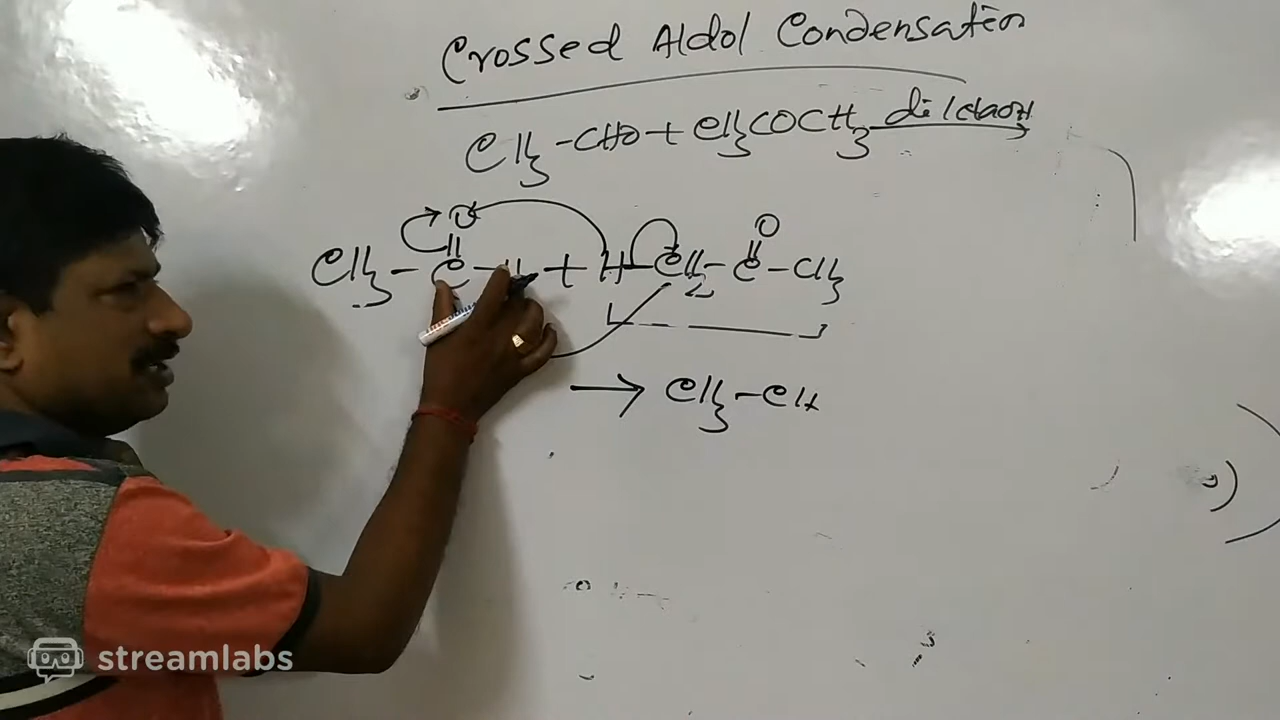 Crossed Aldol Condensation
CH3-CHO + CH3COCH3 dil NaOH
O O
CH3 - C - H + H - CH2 - C - CH3
→ CH3 - CH
streamlabs